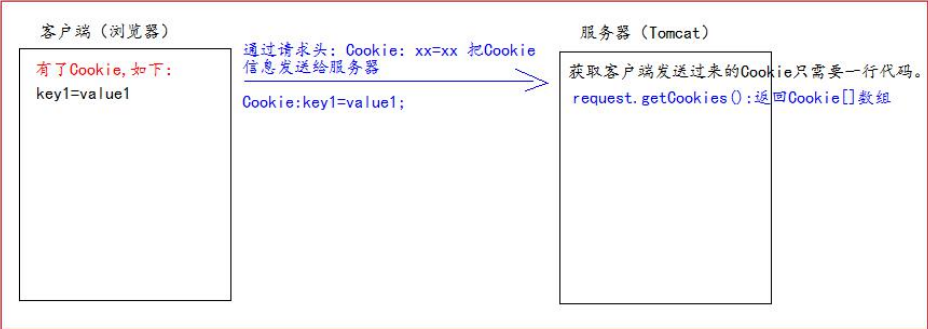 客户端（浏览器）
有了Cookie,如下：
key1=value1
通过请求头：Cookie: xx=xx 把Cookie
信息发送给服务器
Cookie:key1=value1;
服务器（Tomcat）
获取客户端发送过来的Cookie只需要一行代码。
request.getCookies():返回Cookie[]数组